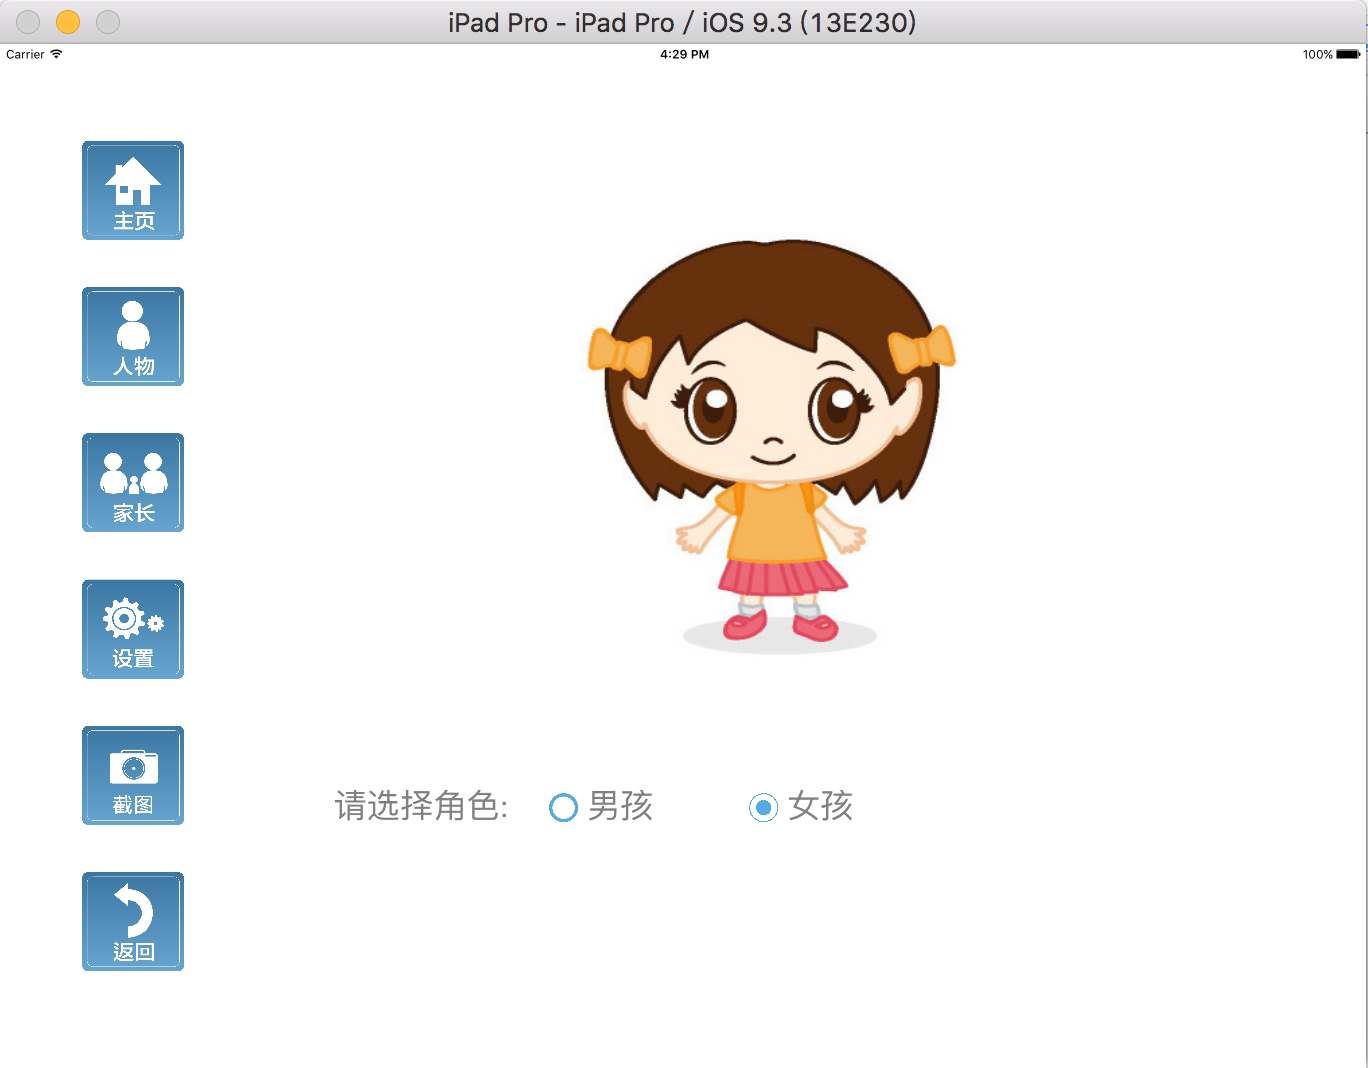 iPad Pro - iPad Pro / iOS 9.3 (13E230)
Carrier 4:29 PM 100%
主页
人物
家长
设置
截图
返回
请选择角色: 男孩 女孩